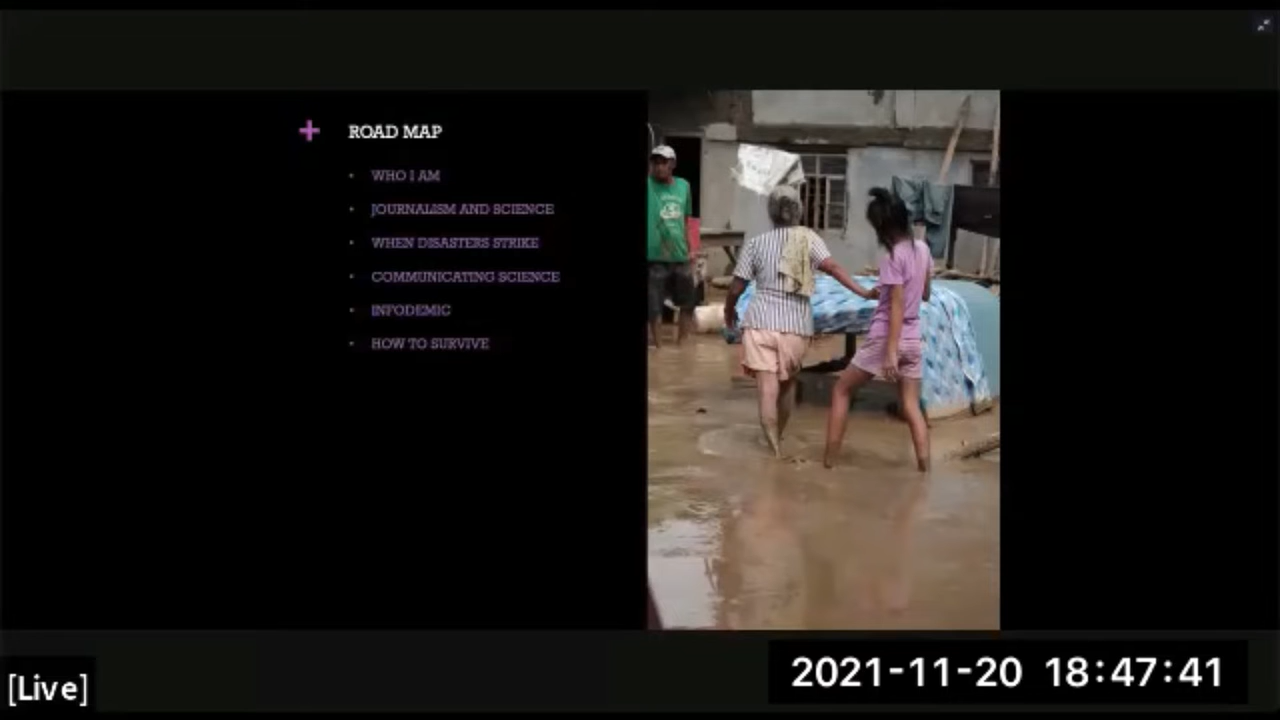 ROAD MAP
• WHO I AM
• JOURNALISM AND SCIENCE
• WHEN DISASTERS STRIKE
• COMMUNICATING SCIENCE
• INFODEMIC
• HOW TO SURVIVE
[Live]
2021-11-20 18:47:41